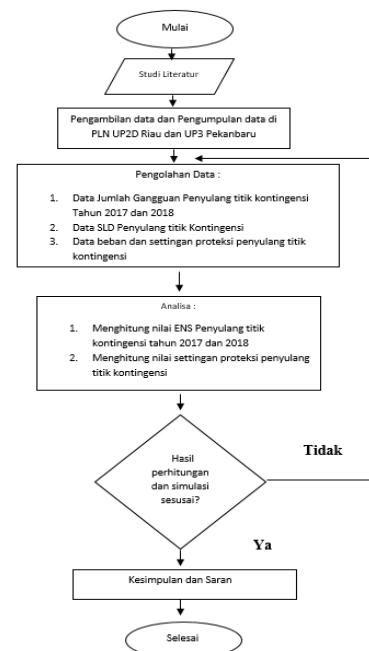 Mulai
Studi Literatur
Pengambilan data dan Pengumpulan data di
PLN UP2D Riau dan UP3 Pekanbaru
Pengolahan Data :
1. Data Jumlah Gangguan Penyulang titik kontingensi
Tahun 2017 dan 2018
2. Data SLD Penyulang titik Kontingensi
3. Data beban dan settingan proteksi penyulang titik
kontingensi
Analisa :
1. Menghitung nilai ENS Penyulang titik
kontingensi tahun 2017 dan 2018
2. Menghitung nilai settingan proteksi penyulang
titik kontingensi
Hasil
perhitungan
dan simulasi
sesusai?
Tidak
Ya
Kesimpulan dan Saran
Selesai